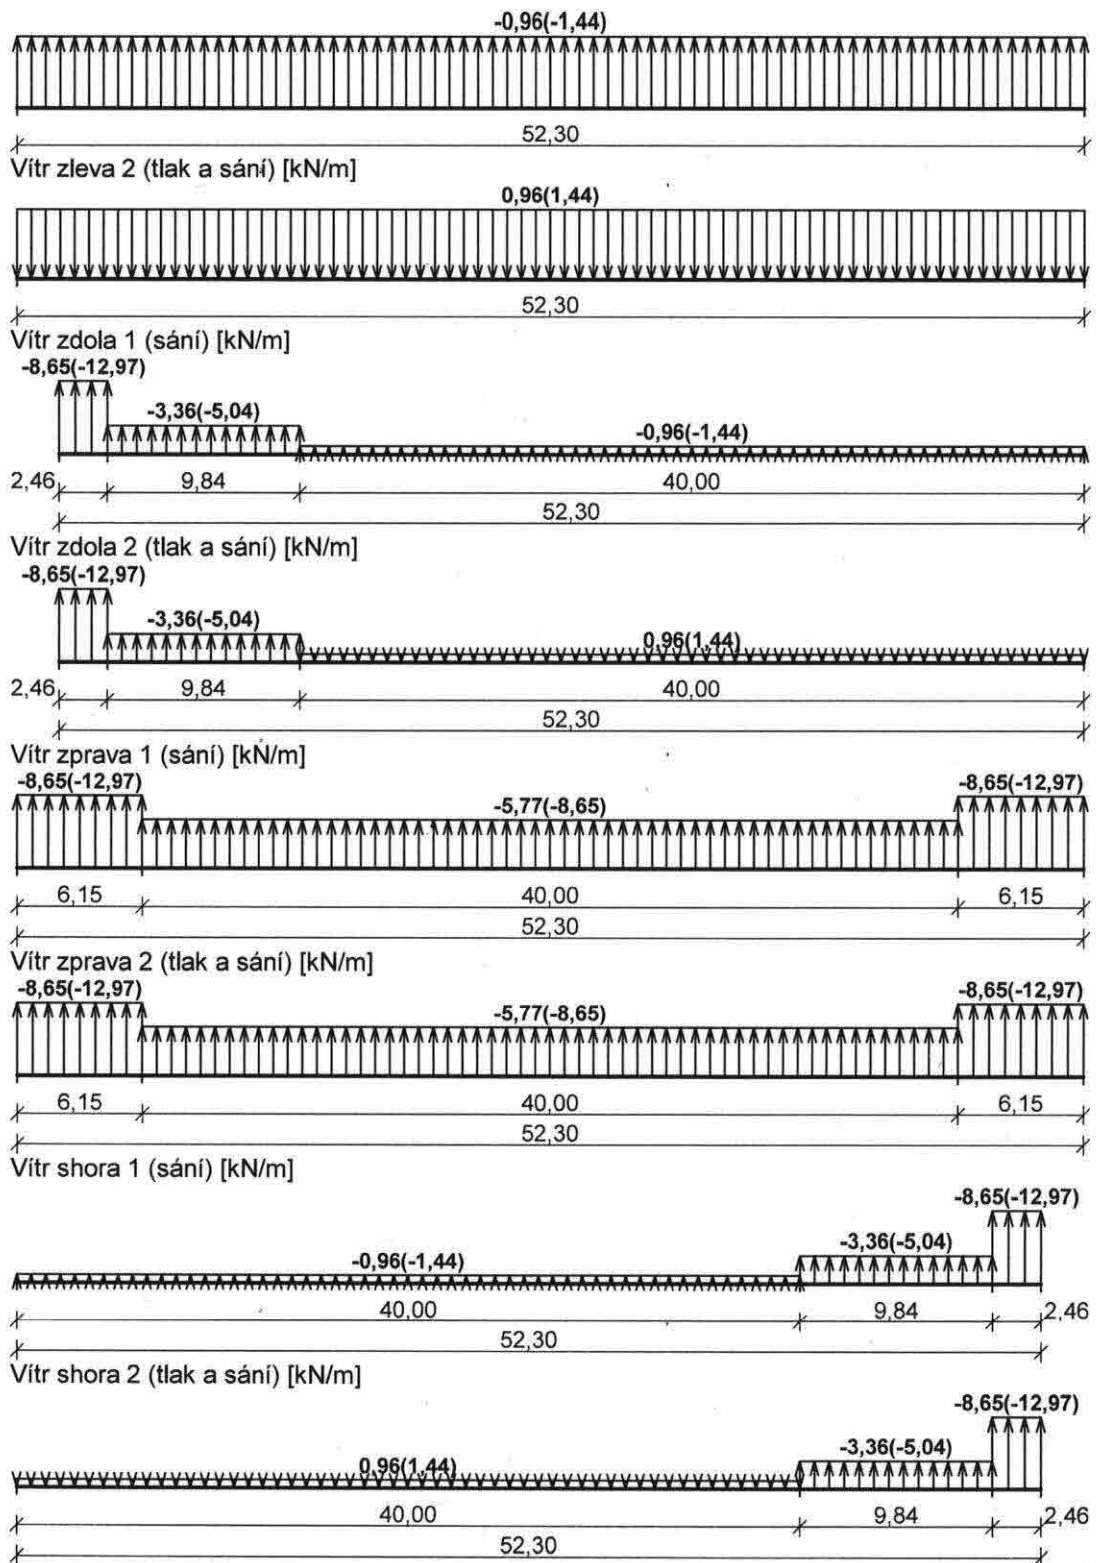 -0,96(-1,44)
52,30
Vítr zleva 2 (tlak a sání) [kN/m]
0,96(1,44)
52,30
Vítr zdola 1 (sání) [kN/m]
-8,65(-12,97)
-3,36(-5,04)
-0,96(-1,44)
2,46 9,84 40,00
52,30
Vítr zdola 2 (tlak a sání) [kN/m]
-8,65(-12,97)
-3,36(-5,04)
0,96(1,44)
2,46 9,84 40,00
52,30
Vítr zprava 1 (sání) [kN/m]
-8,65(-12,97) -8,65(-12,97)
-5,77(-8,65)
6,15 40,00 6,15
52,30
Vítr zprava 2 (tlak a sání) [kN/m]
-8,65(-12,97) -8,65(-12,97)
-5,77(-8,65)
6,15 40,00 6,15
52,30
Vítr shora 1 (sání) [kN/m]
-8,65(-12,97)
-3,36(-5,04)
-0,96(-1,44)
40,00 9,84 2,46
52,30
Vítr shora 2 (tlak a sání) [kN/m]
-8,65(-12,97)
-3,36(-5,04)
0,96(1,44)
40,00 9,84 2,46
52,30